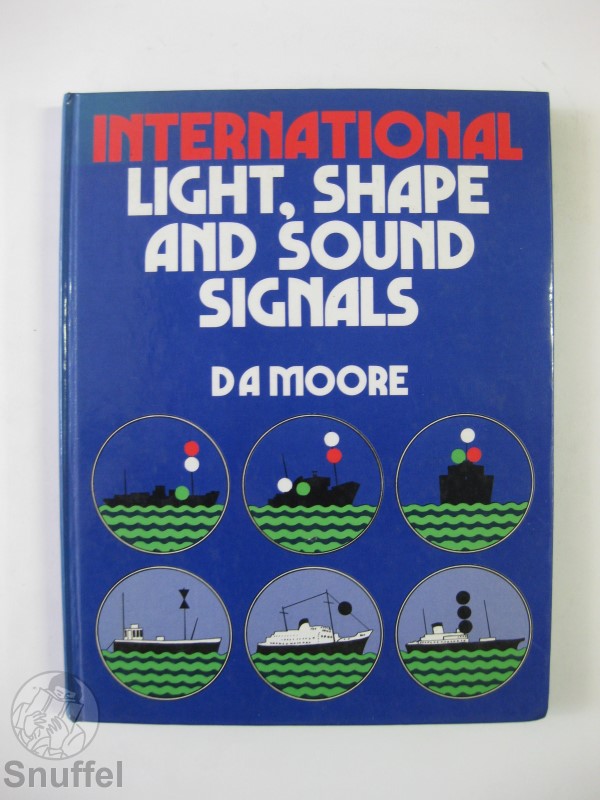 INTERNATIONAL
LIGHT, SHAPE
AND SOUND
SIGNALS
D A MOORE
Snuffel